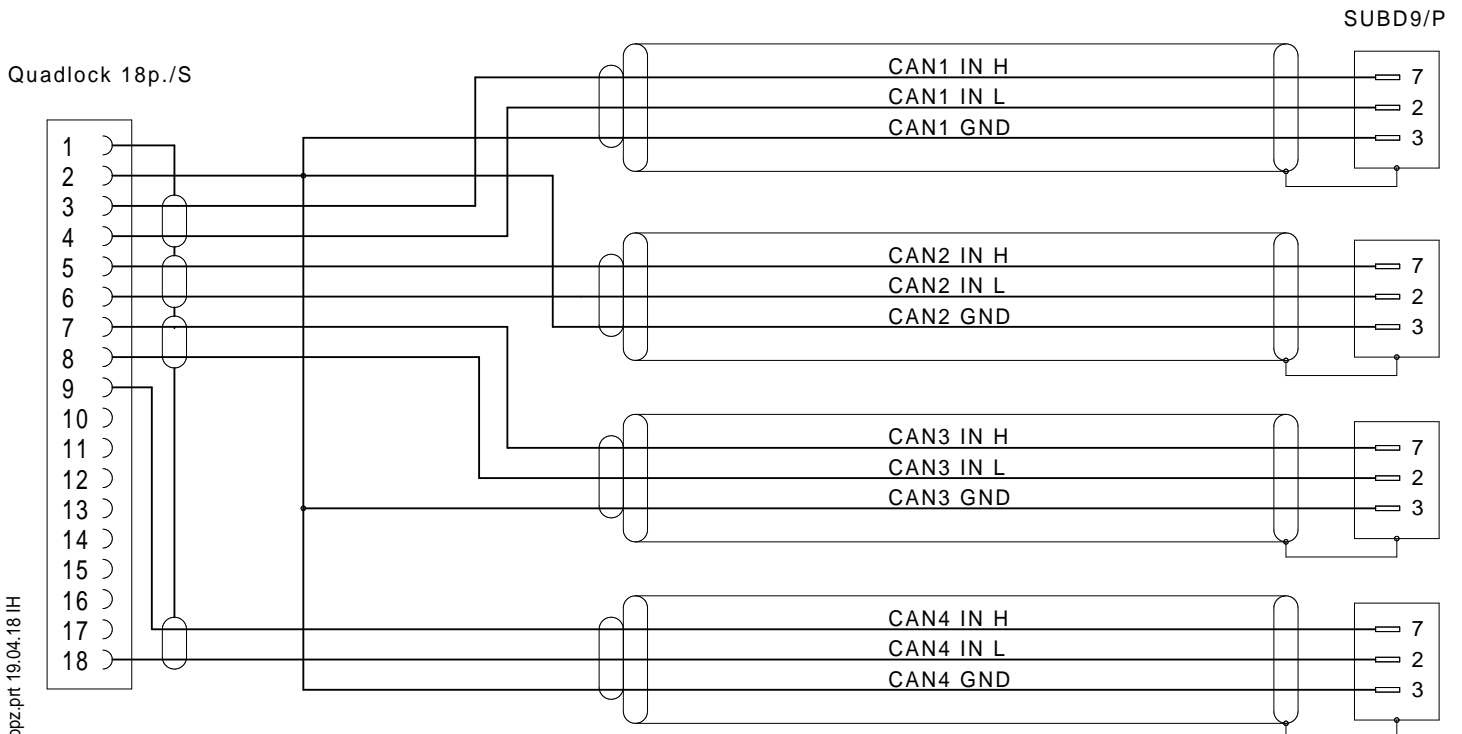 SUBD9/P
Quadlock 18p./S
CAN1 IN H
CAN1 IN L
CAN1 GND
7
2
3
1
2
3
4
5
6
7
8
9
10
11
12
13
14
15
16
17
18
CAN2 IN H
CAN2 IN L
CAN2 GND
7
2
3
CAN3 IN H
CAN3 IN L
CAN3 GND
7
2
3
CAN4 IN H
CAN4 IN L
CAN4 GND
7
2
3
19.04.18 IH